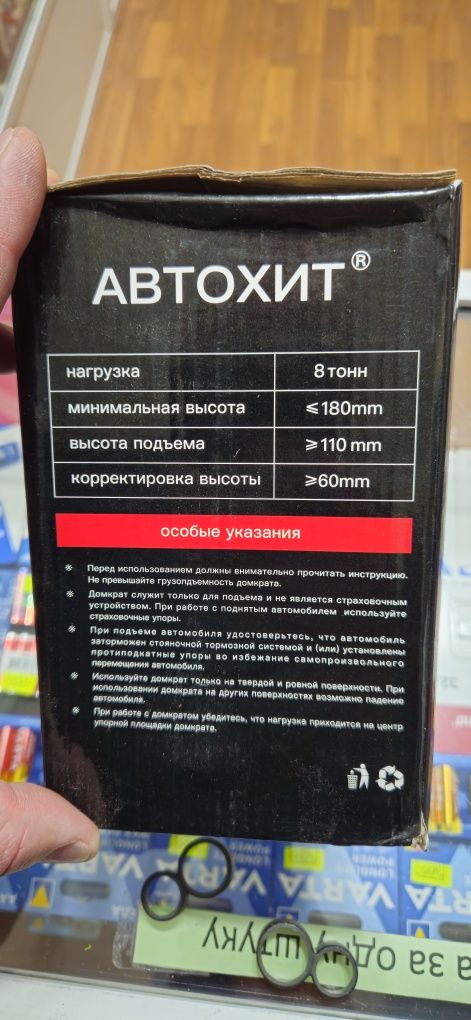 АВТОХИТ®
нагрузка 8 тонн
минимальная высота ≤180mm
высота подъема ≥110 mm
корректировка высоты ≥60mm
особые указания
Перед использованием должны внимательно прочитать инструкцию.
Не превышайте грузопдъемность домкрата.
Домкрат служит только для подъема и не является страховочным
устройством. При работе с поднятым автомобилем используйте
страховочные упоры.
При подъеме автомобиля удостоверьтесь, что автомобиль
заторможен стояночной тормозной системой и (или) установлены
противподкатные упоры во избежание самопроизвольного
перемещения автомобиля.
Используйте домкрат только на твердой и ровной поверхности. При
использовании домкрата на других поверхностях возможно падение
автомобиля.
При работе с домкратом убедитесь, что нагрузка приходится на центр
упорной площадки домкрата.
VARTA
VARTA
VARTA
а за одну штуку